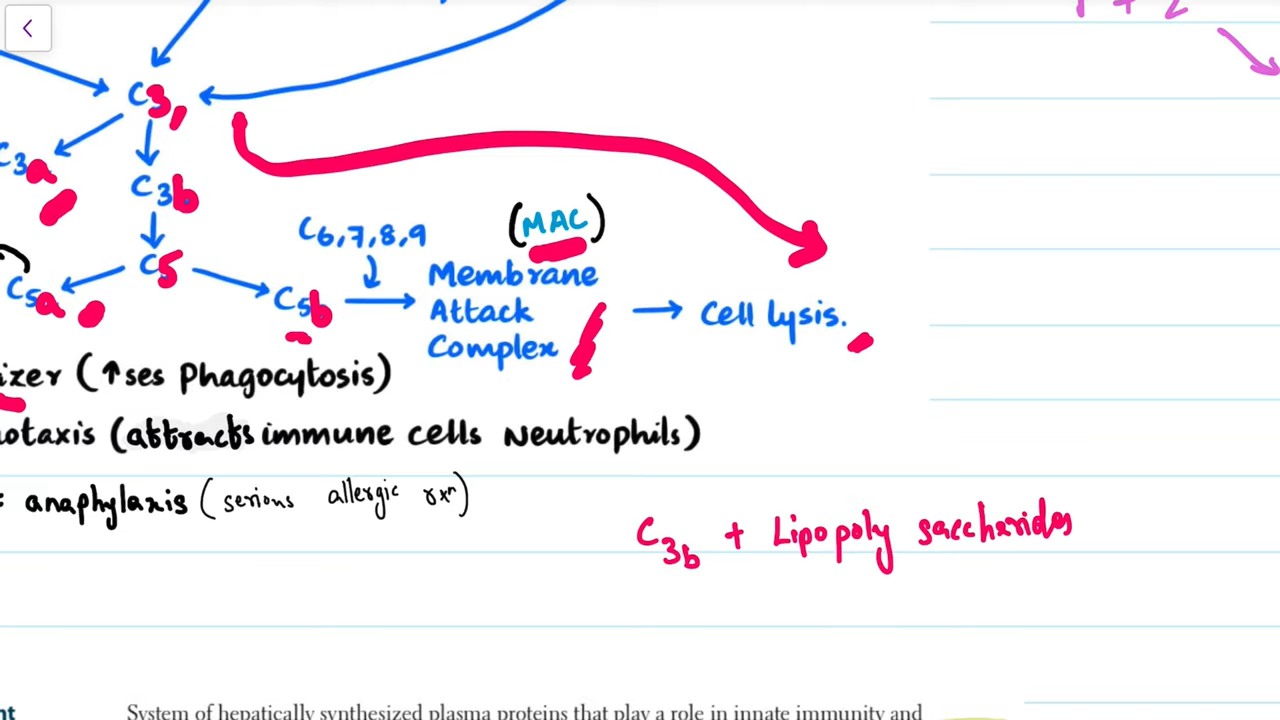 C3,
C3a
C3b
(MAC)
C6,7,8,9
C5
Membrane
C5a
C5b
Attack
Cell lysis.
Complex
izer (↑ses Phagocytosis)
otaxis (attracts immune cells Neutrophils)
: anaphylaxis (serious allergic rxn)
C3b + Lipopoly saccharides
nt System of hepatically synthesized plasma proteins that play a role in innate immunity and